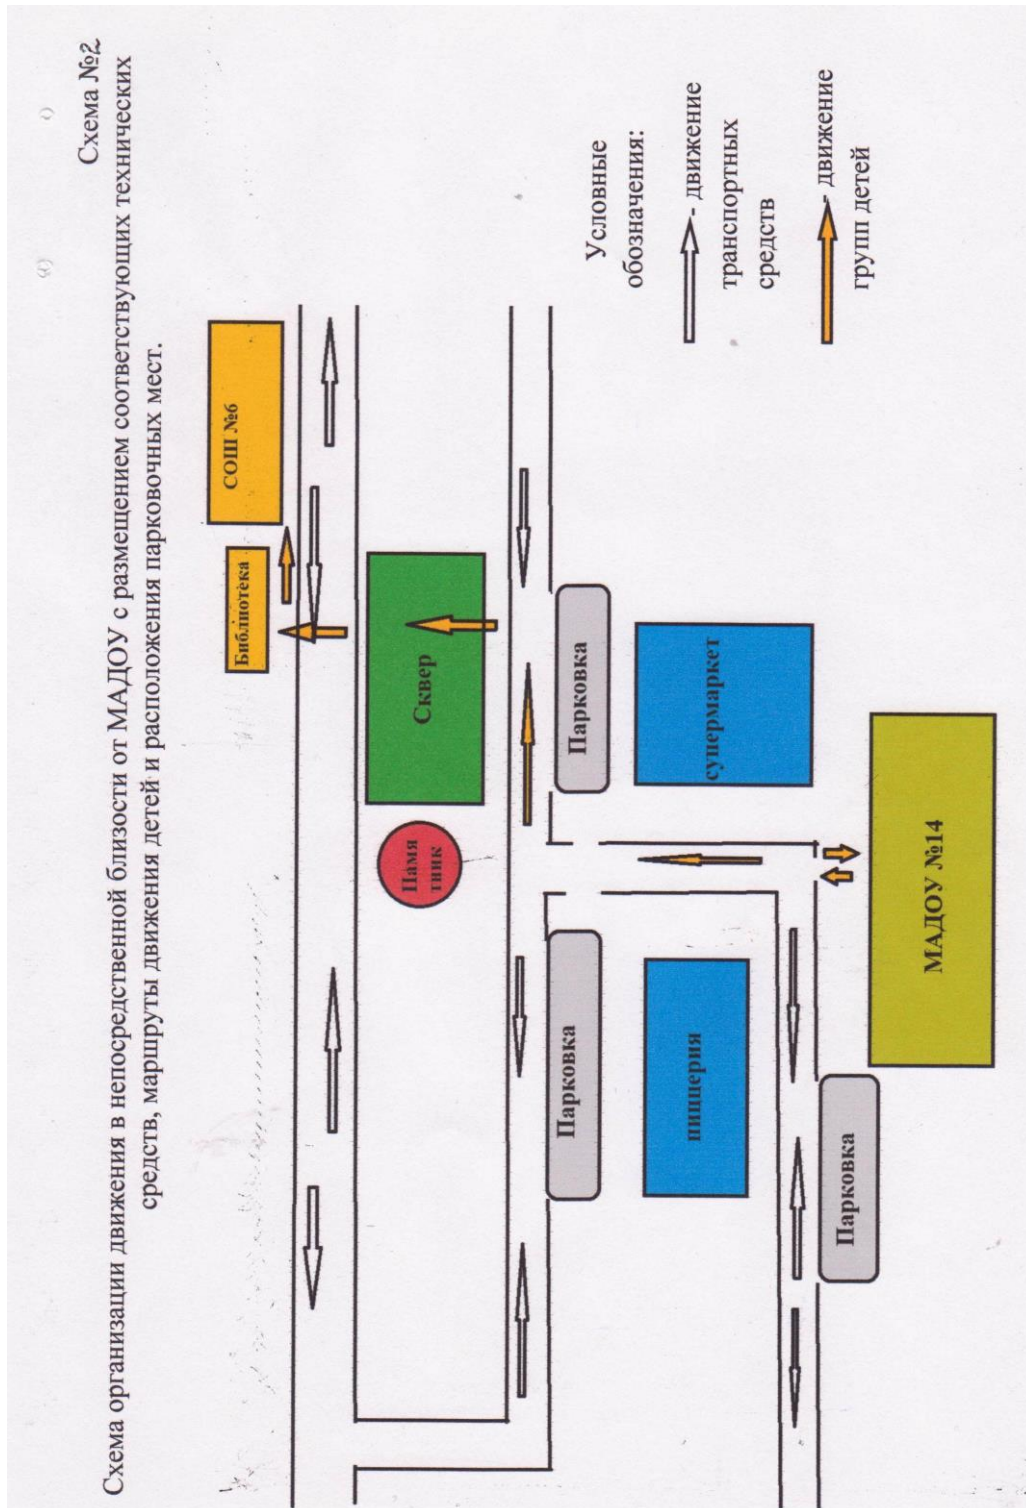 Схема №2
Схема организации движения в непосредственной близости от МАДОУ с размещением соответствующих технических
средств, маршруты движения детей и расположения парковочных мест.
Библиотека
СОШ №6
Памя
тник
Сквер
Парковка
Парковка
пиццерия
супермаркет
Парковка
МАДОУ №14
Условные
обозначения:
- движение
транспортных
средств
- движение
групп детей